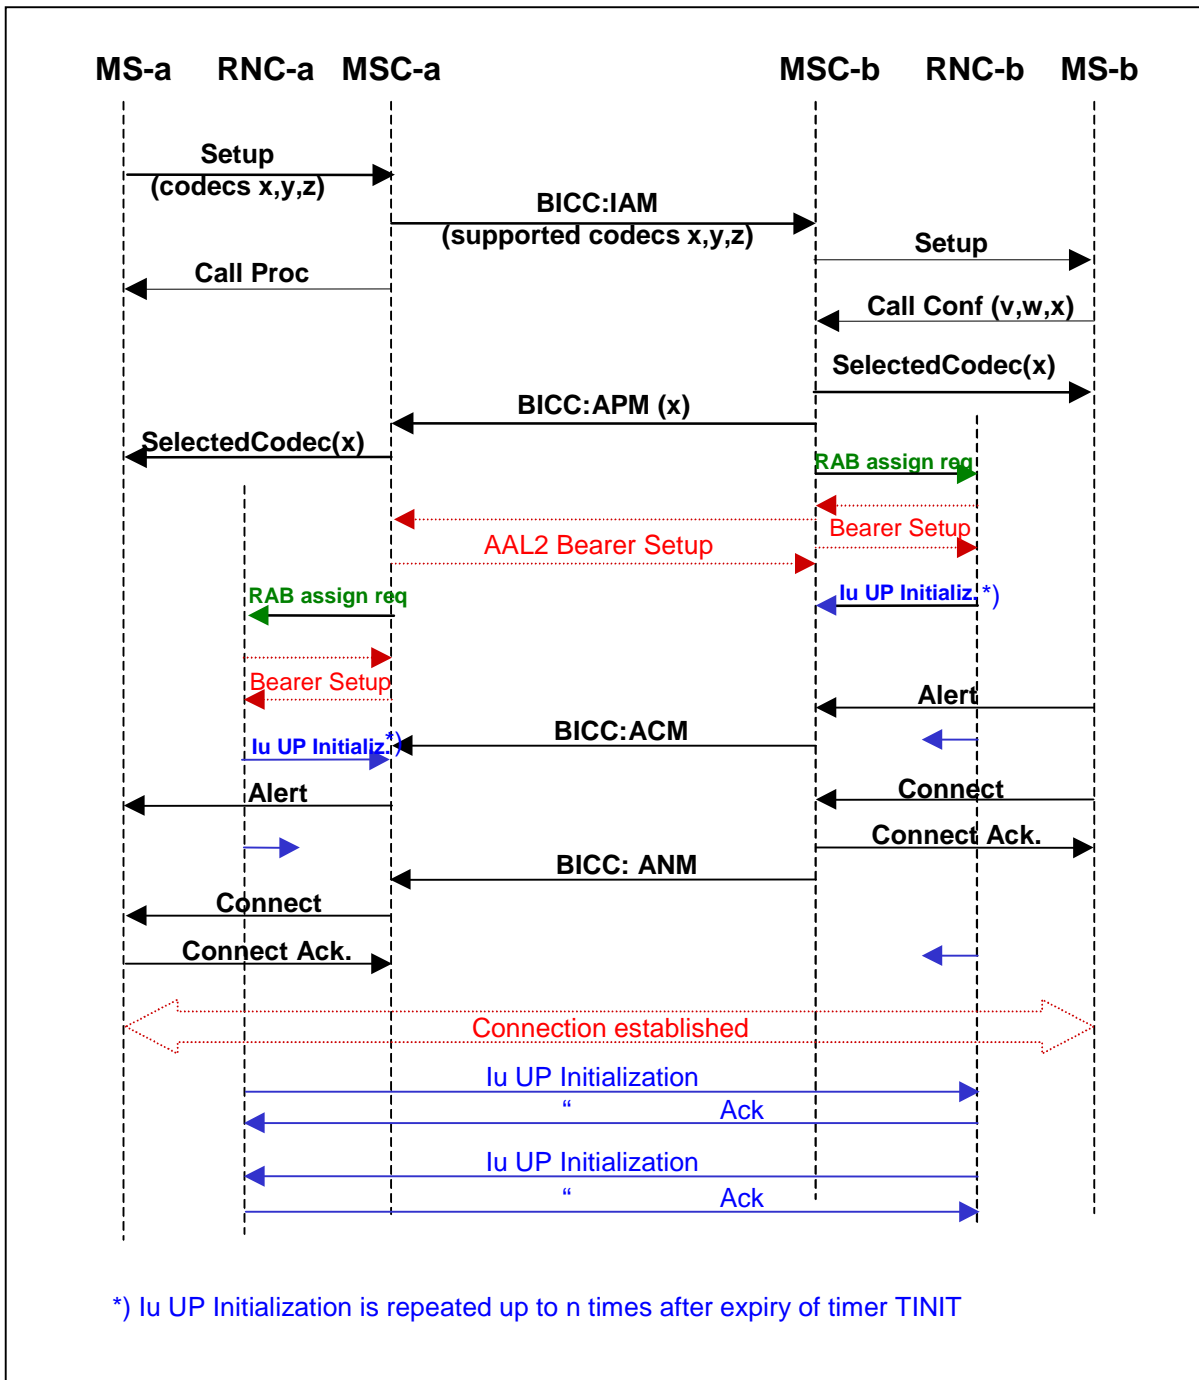 MS-a RNC-a MSC-a MSC-b RNC-b MS-b
Setup
(codecs x,y,z)
BICC:IAM
(supported codecs x,y,z)
Setup
Call Proc
Call Conf (v,w,x)
SelectedCodec(x)
BICC:APM (x)
SelectedCodec(x)
RAB assign req
Bearer Setup
AAL2 Bearer Setup
RAB assign req
Iu UP Initializ. *)
Bearer Setup
Alert
BICC:ACM
Iu UP Initializ.*)
Alert
Connect
Connect Ack.
BICC: ANM
Connect
Connect Ack.
Connection established
Iu UP Initialization
“ Ack
Iu UP Initialization
“ Ack
*) Iu UP Initialization is repeated up to n times after expiry of timer TINIT